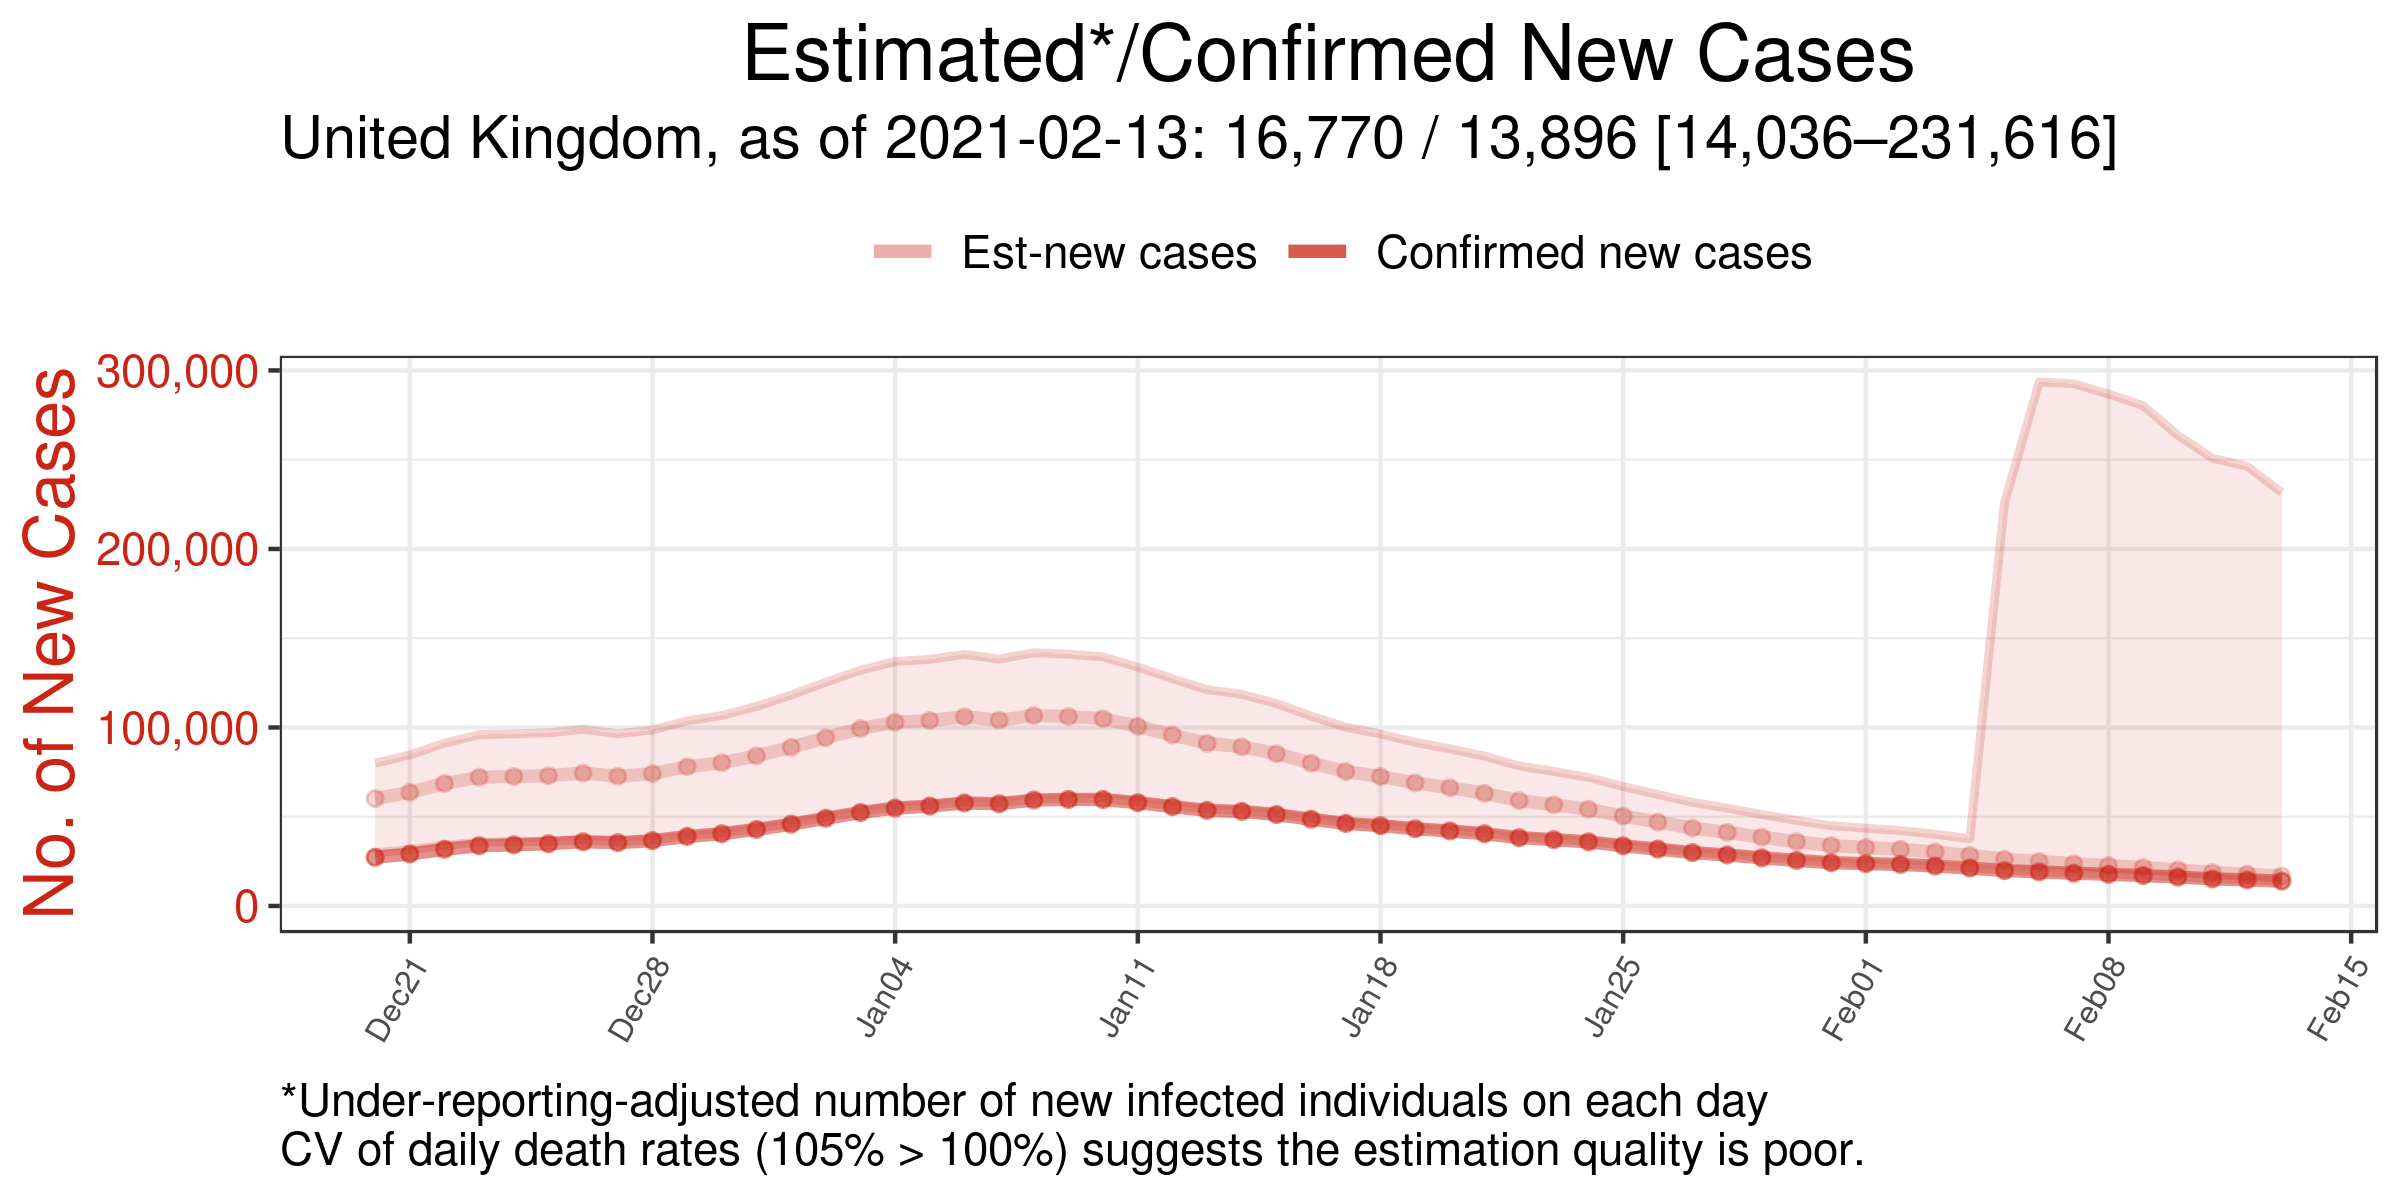 Estimated*/Confirmed New Cases
United Kingdom, as of 2021-02-13: 16,770 / 13,896 [14,036–231,616]
Est-new cases Confirmed new cases
No. of New Cases
300,000
200,000
100,000
0
Dec21 Dec28 Jan04 Jan11 Jan18 Jan25 Feb01 Feb08 Feb15
*Under-reporting-adjusted number of new infected individuals on each day
CV of daily death rates (105% > 100%) suggests the estimation quality is poor.